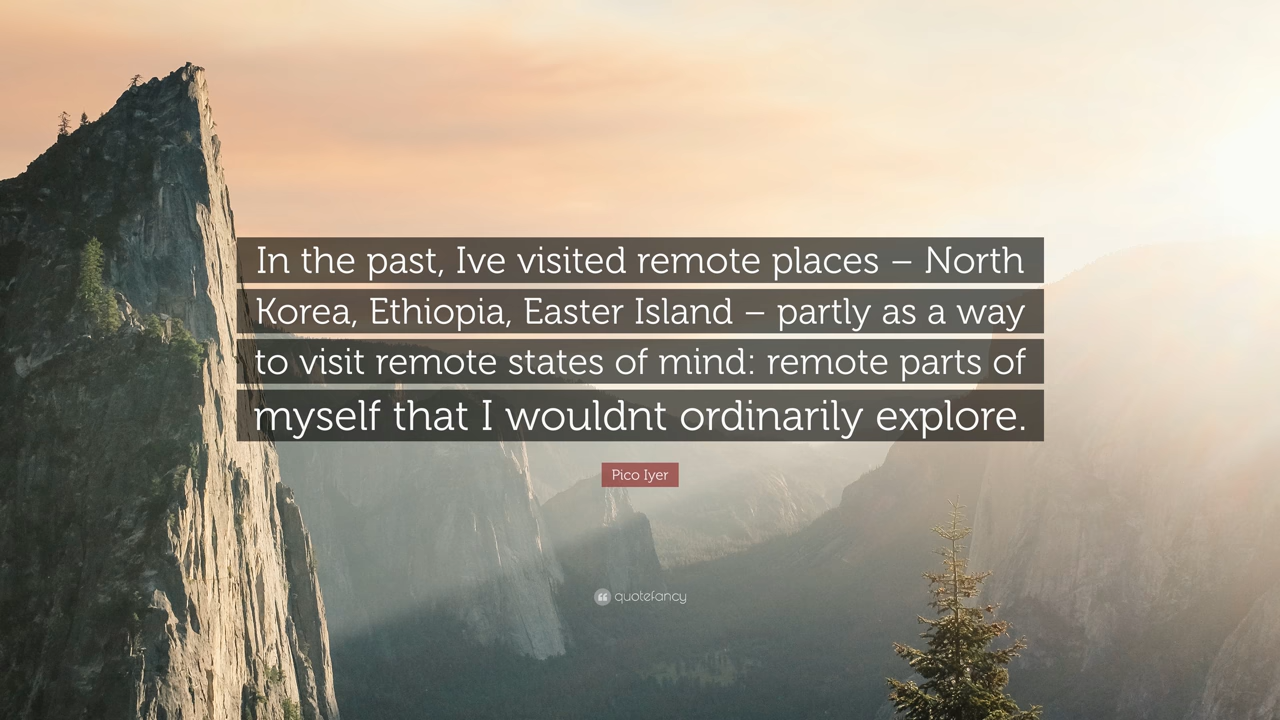 In the past, Ive visited remote places – North
Korea, Ethiopia, Easter Island – partly as a way
to visit remote states of mind: remote parts of
myself that I wouldnt ordinarily explore.
Pico Iyer
quotefancy